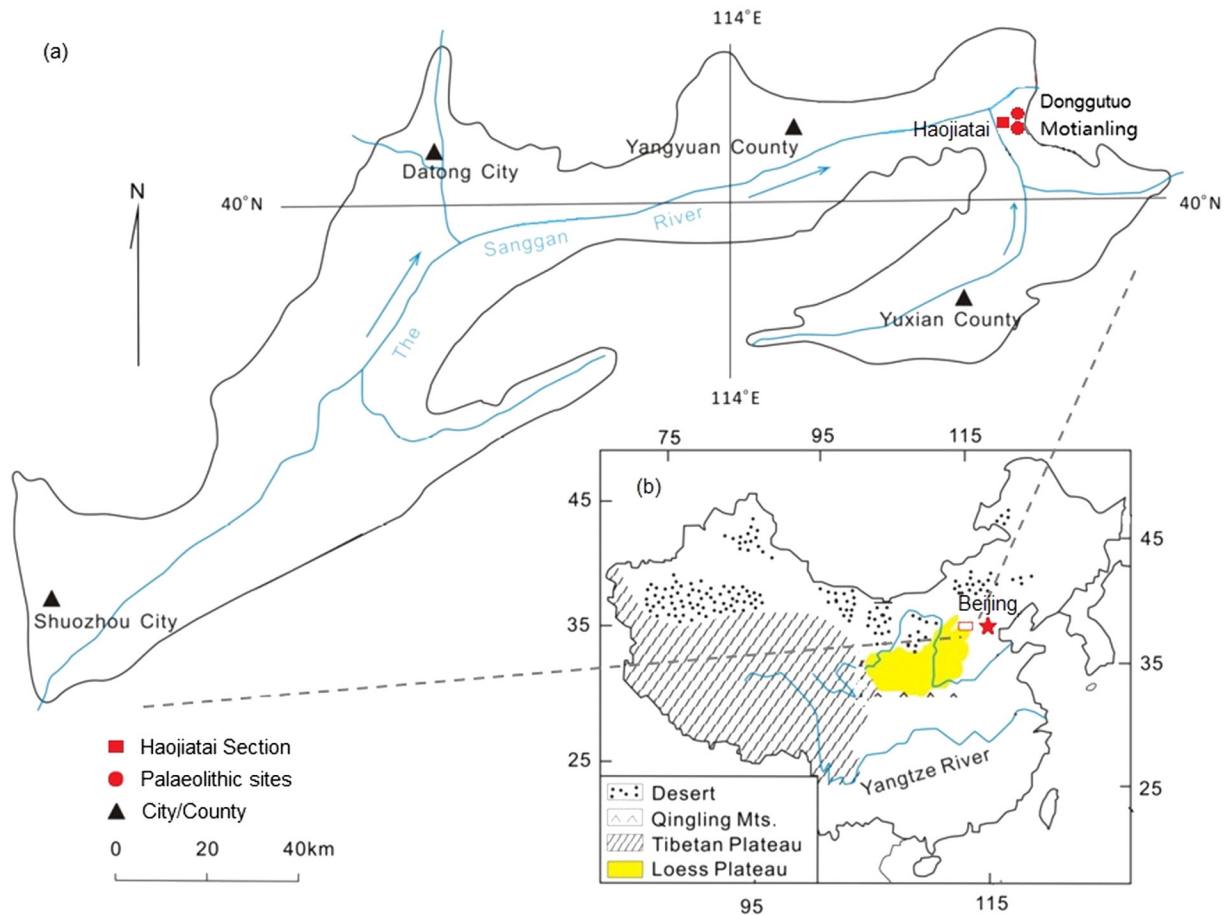 (a)
114°E
Donggutuo
Haojiatai
Motianling
Yangyuan County
Datong City
N
40°N
40°N
Sanggan
River
The
Yuxian County
114°E
75
95
115
(b)
45
45
Beijing
35
35
Shuozhou City
25
25
Yangtze River
Haojiatai Section
Palaeolithic sites
City/County
0 20 40km
Desert
Qingling Mts.
Tibetan Plateau
Loess Plateau
95
115